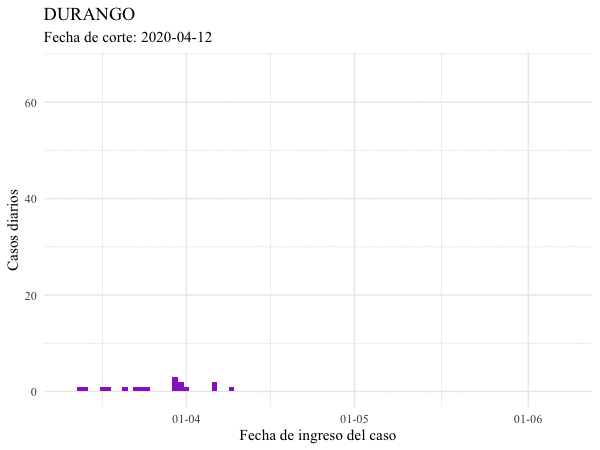 DURANGO
Fecha de corte: 2020-04-12
Casos diarios
60
40
20
0
01-04
01-05
01-06
Fecha de ingreso del caso